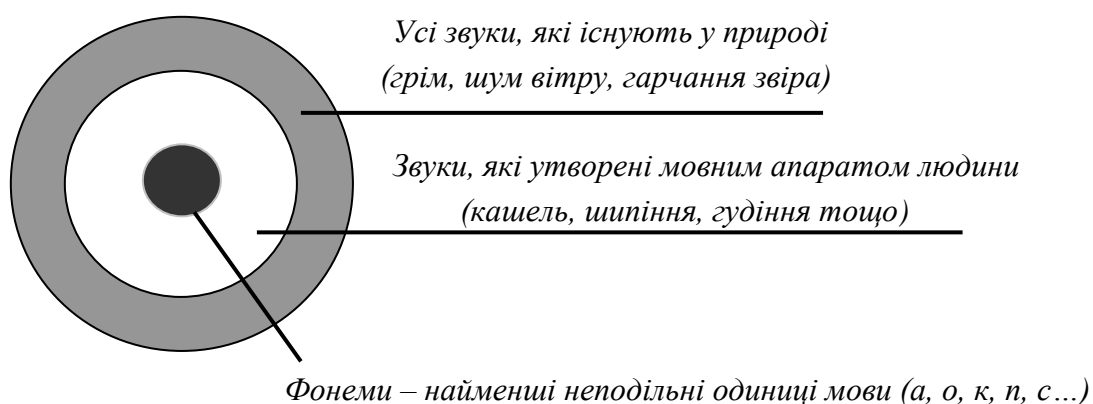 Усі звуки, які існують у природі
(грім, шум вітру, гарчання звіра)
Звуки, які утворені мовним апаратом людини
(кашель, шипіння, гудіння тощо)
Фонеми – найменші неподільні одиниці мови (а, о, к, п, с…)